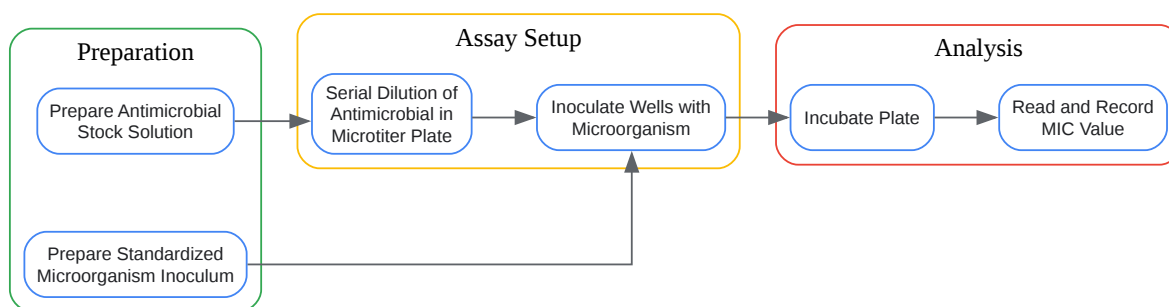 Preparation
Prepare Antimicrobial
Stock Solution
Prepare Standardized
Microorganism Inoculum
Assay Setup
Serial Dilution of
Antimicrobial in
Microtiter Plate
Inoculate Wells with
Microorganism
Analysis
Incubate Plate
Read and Record
MIC Value